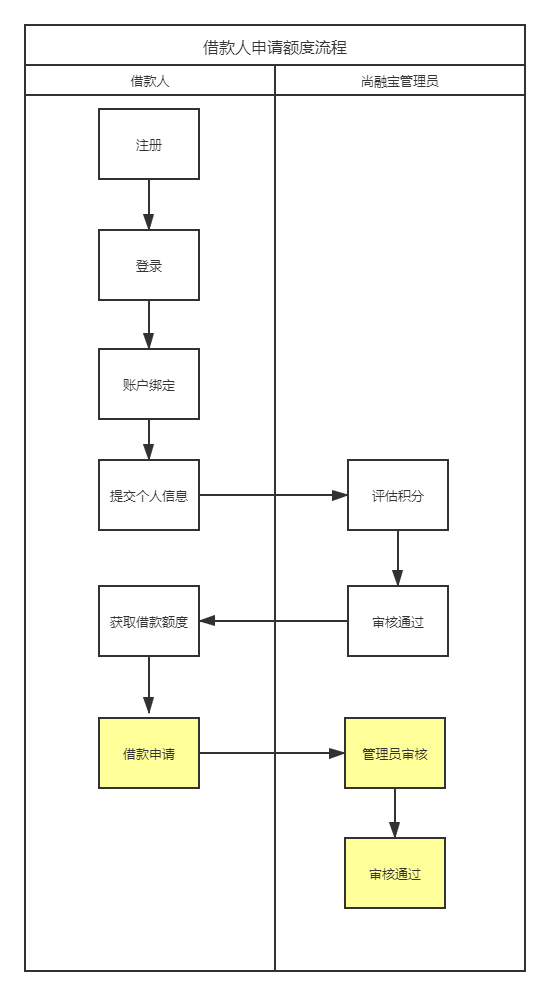 借款人申请额度流程
借款人
尚融宝管理员
注册
登录
账户绑定
提交个人信息
评估积分
获取借款额度
审核通过
借款申请
管理员审核
审核通过